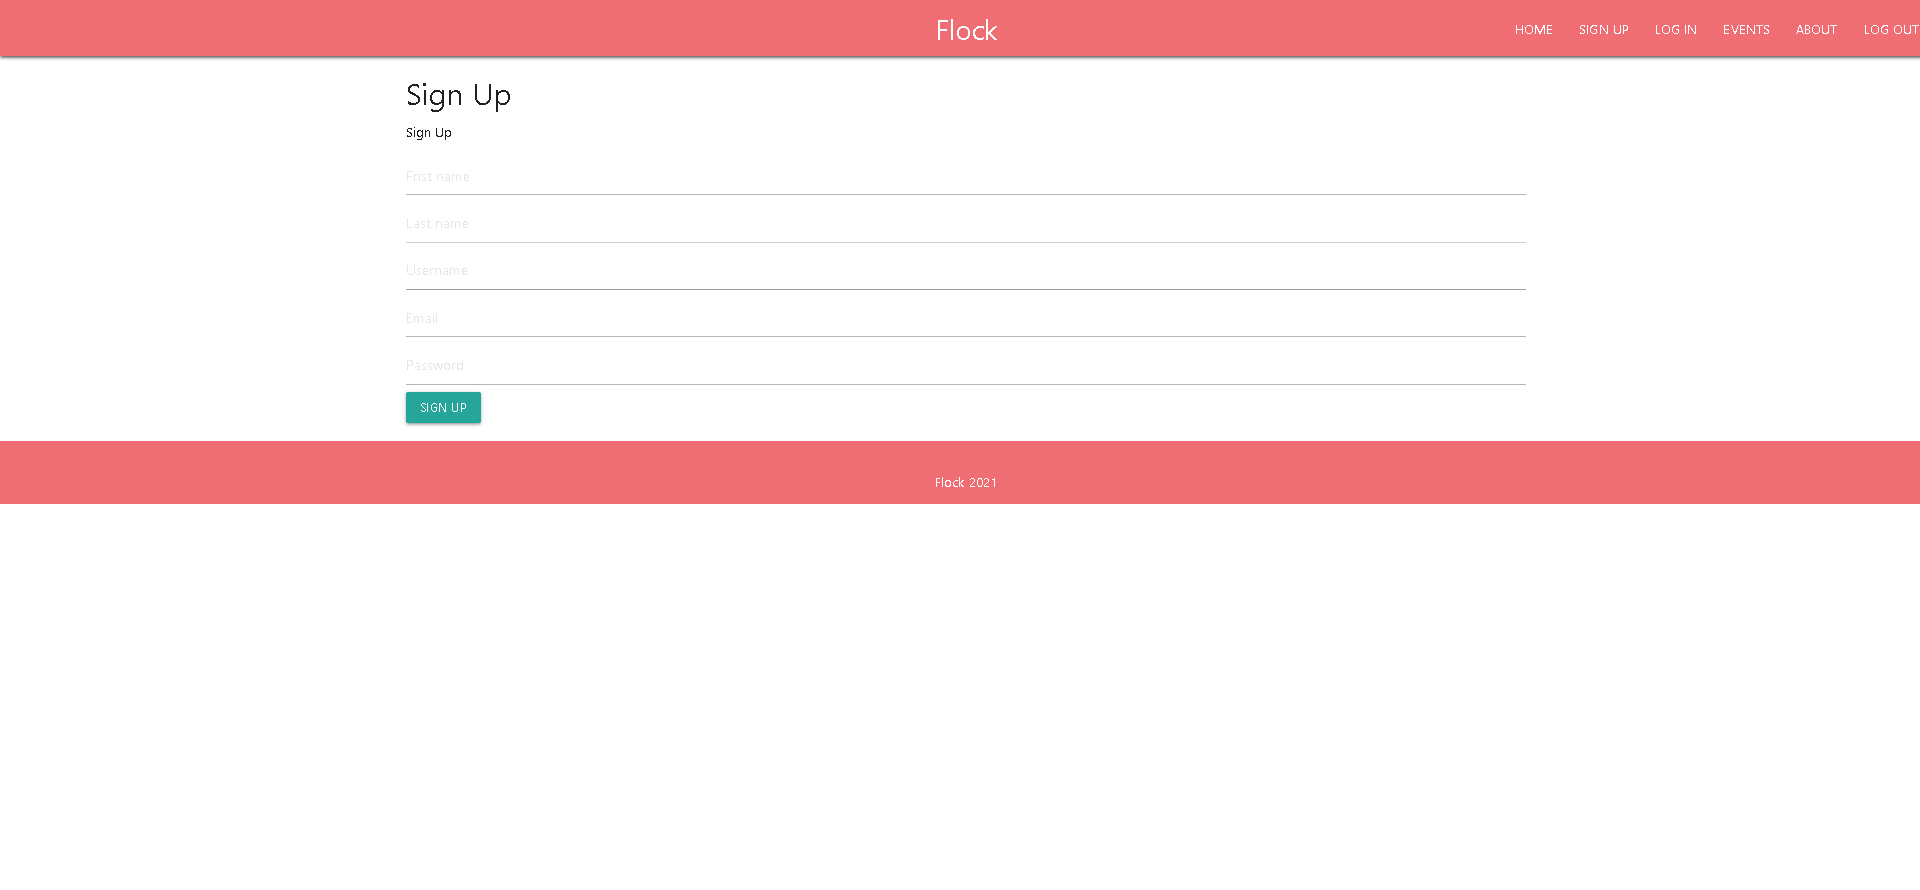 Flock
HOME SIGN UP LOG IN EVENTS ABOUT LOG OUT
Sign Up
Sign Up
Frist name
Last name
Username
Email
Password
SIGN UP
Flock 2021